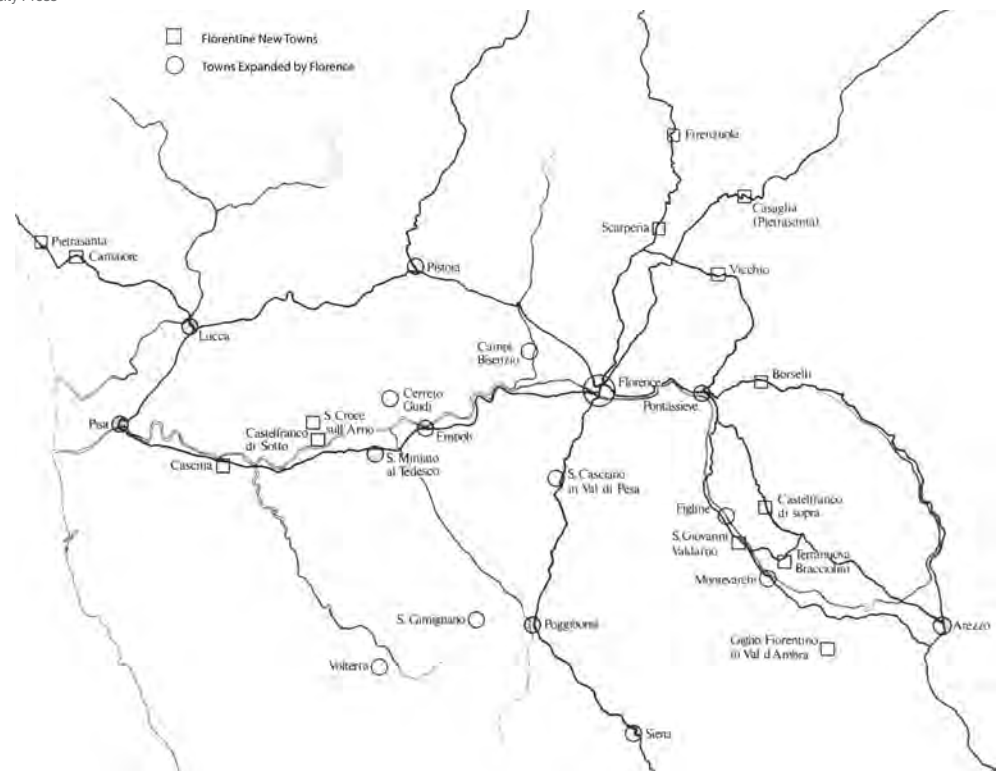 Florentine New Towns
Towns Expanded by Florence
Firenzuola
Casaglia
(Pietrasanta)
Scarperia
Pietrasanta
Camaiore
Pistoia
Vicchio
Lucca
Campi
Bisenzio
Florence
Borselli
Pontassieve
Cerreto
Guidi
S. Croce
sull'Arno
Pisa
Castelfranco
di Sotto
Empoli
S. Miniato
al Tedesco
Cascina
S. Casciano
in Val di Pesa
Castelfranco
di sopra
Figline
S. Giovanni
Valdarno
Terranuova
Bracciolini
Montevarchi
S. Gimignano
Poggibonsi
Arezzo
Giglio Fiorentino
in Val d'Ambra
Volterra
Siena